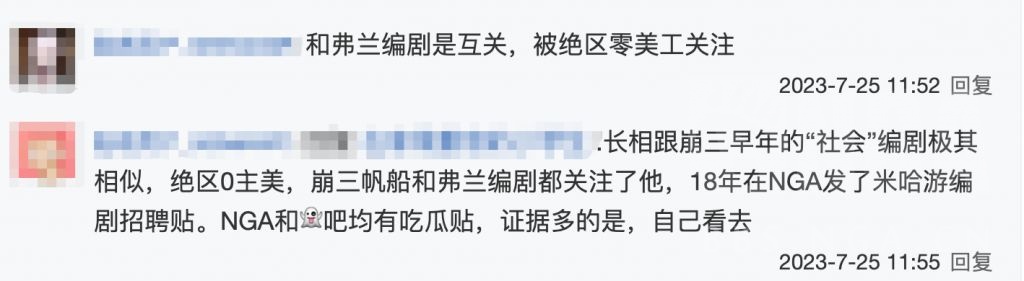 和弗兰编剧是互关，被绝区零美工关注
2023-7-25 11:52 回复
.长相跟崩三早年的“社会”编剧极其
相似，绝区0主美，崩三帆船和弗兰编剧都关注了他，18年在NGA发了米哈游编
剧招聘贴。NGA和👻吧均有吃瓜贴，证据多的是，自己看去
2023-7-25 11:55 回复